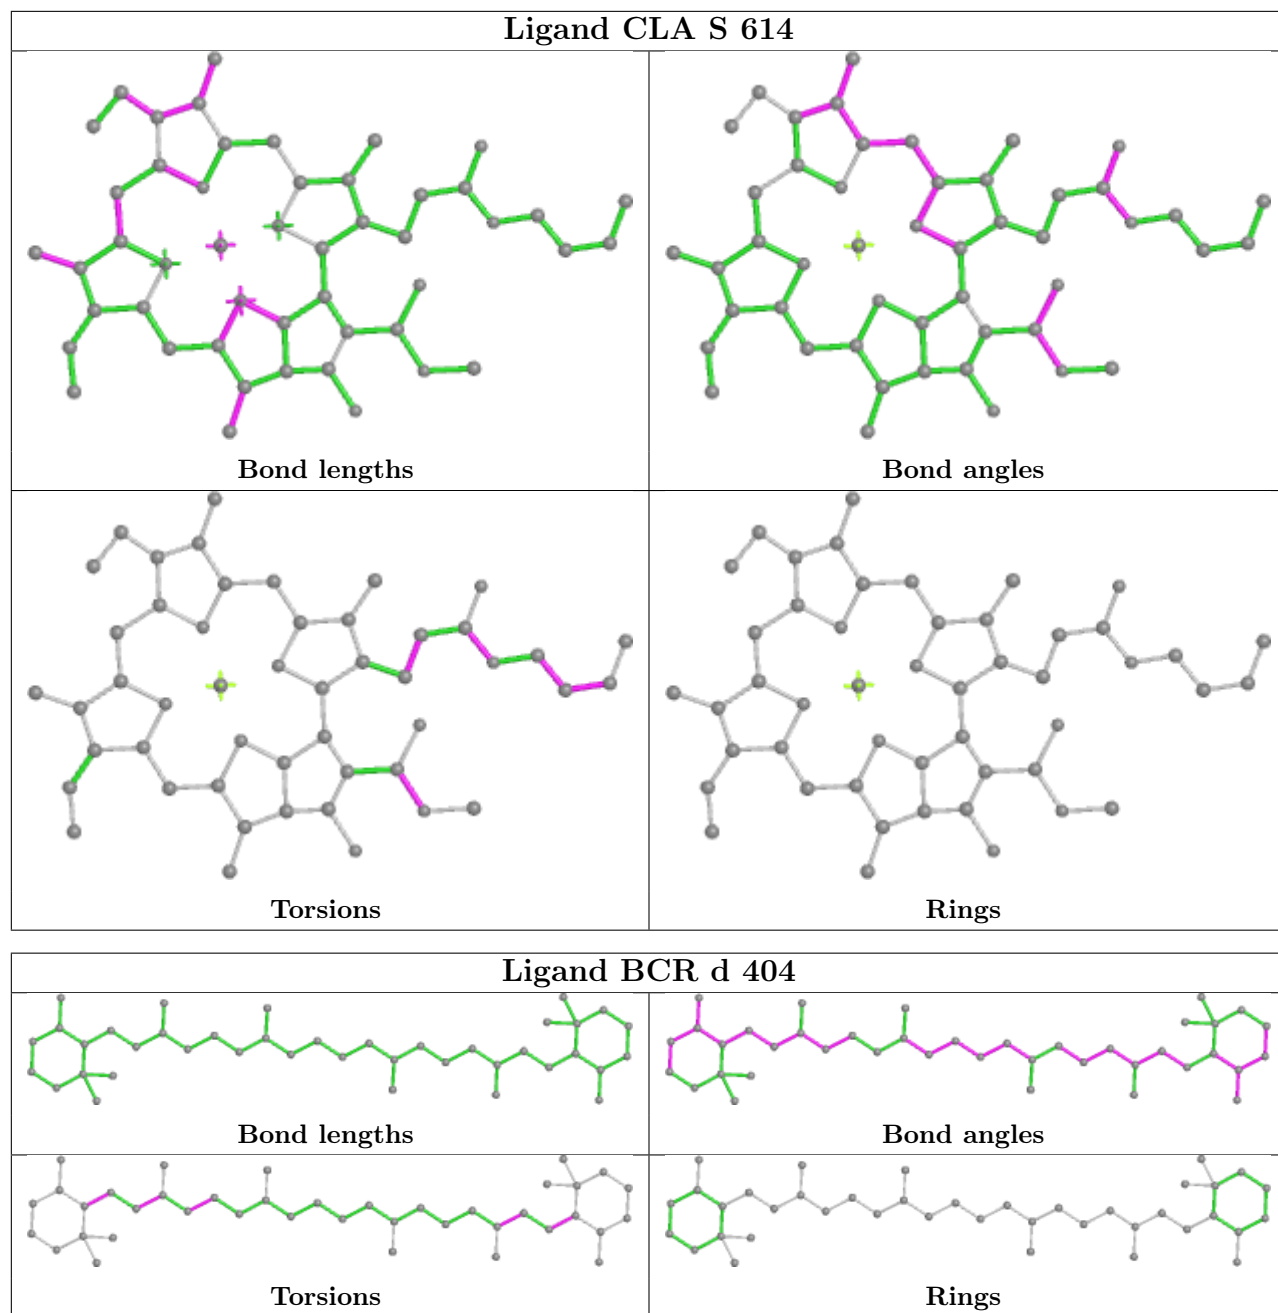 Ligand CLA S 614
Bond lengths
Bond angles
Torsions
Rings
Ligand BCR d 404
Bond lengths
Bond angles
Torsions
Rings